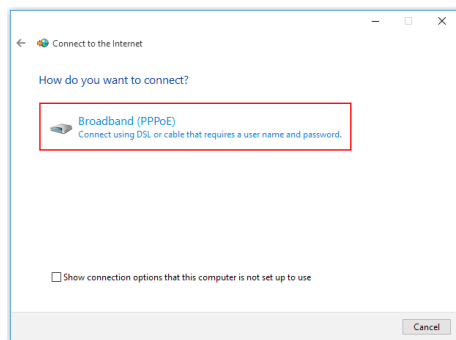 Connect to the Internet
How do you want to connect?
Broadband (PPPoE)
Connect using DSL or cable that requires a user name and password.
Show connection options that this computer is not set up to use
Cancel